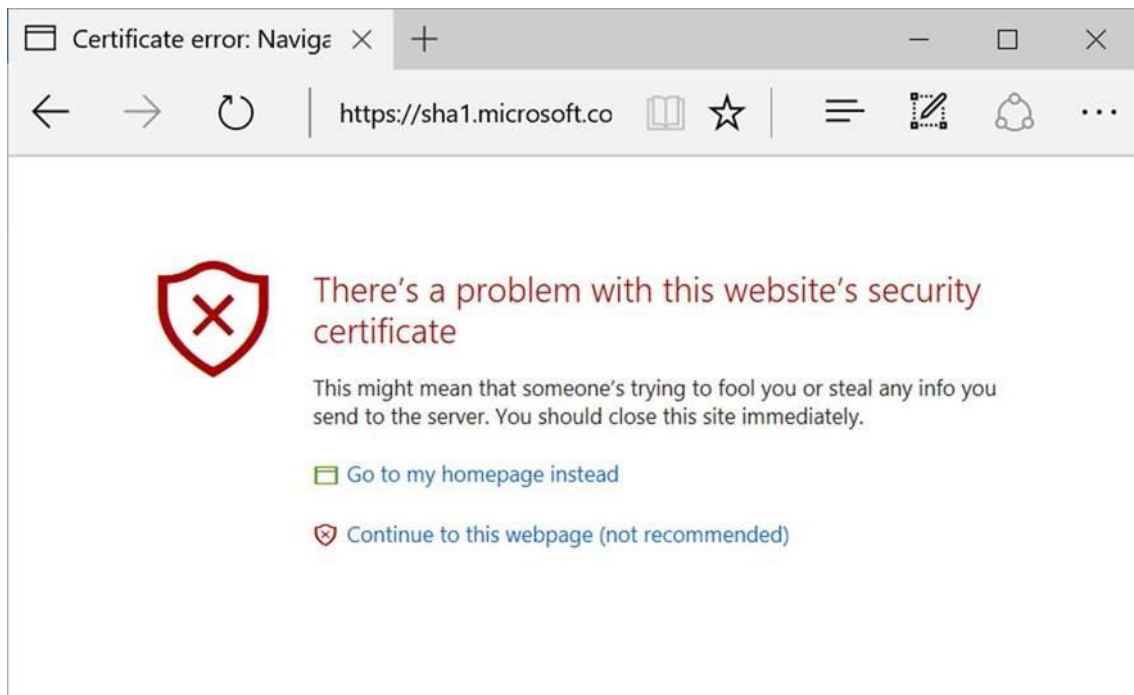 Certificate error: Naviga
https://sha1.microsoft.co
There's a problem with this website's security
certificate
This might mean that someone's trying to fool you or steal any info you
send to the server. You should close this site immediately.
Go to my homepage instead
Continue to this webpage (not recommended)